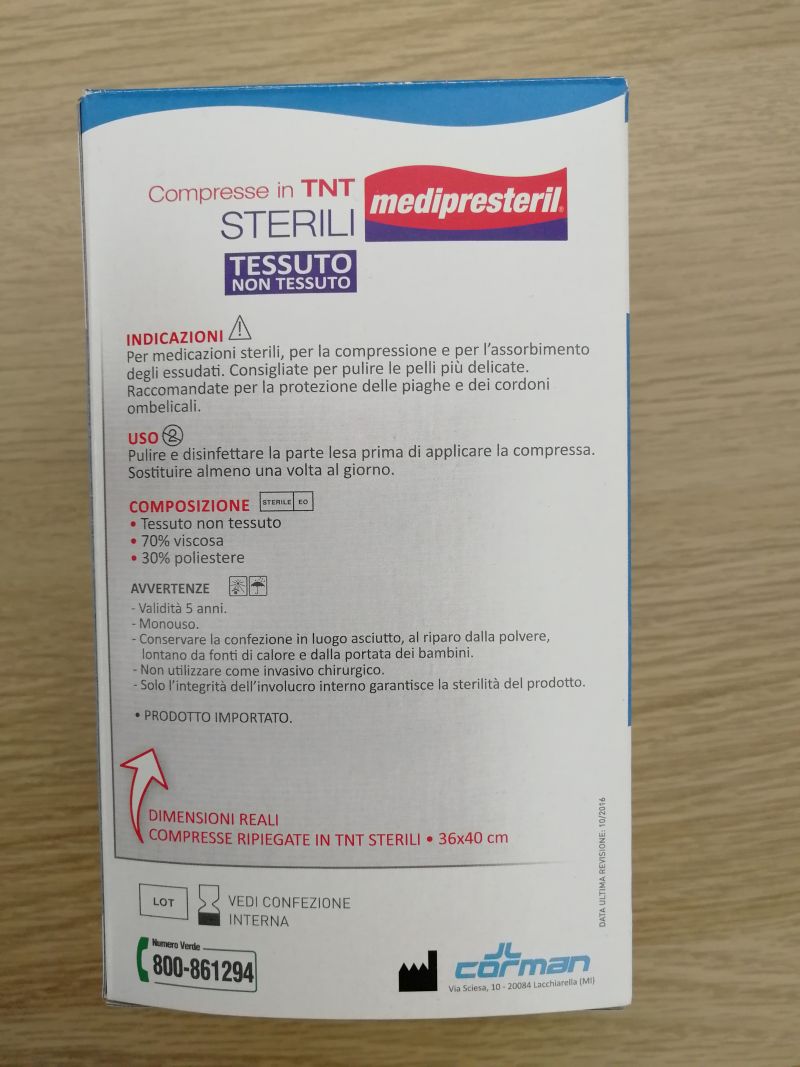 Compresse in TNT
STERILI
medipresteril®
TESSUTO
NON TESSUTO
INDICAZIONI
Per medicazioni sterili, per la compressione e per l'assorbimento
degli essudati. Consigliate per pulire le pelli più delicate.
Raccomandate per la protezione delle piaghe e dei cordoni
ombelicali.
USO 2
Pulire e disinfettare la parte lesa prima di applicare la compressa.
Sostituire almeno una volta al giorno.
COMPOSIZIONE STERILE EO
• Tessuto non tessuto
• 70% viscosa
• 30% poliestere
AVVERTENZE
- Validità 5 anni.
- Monouso.
- Conservare la confezione in luogo asciutto, al riparo dalla polvere,
lontano da fonti di calore e dalla portata dei bambini.
- Non utilizzare come invasivo chirurgico.
- Solo l'integrità dell'involucro interno garantisce la sterilità del prodotto.
• PRODOTTO IMPORTATO.
DIMENSIONI REALI
COMPRESSE RIPIEGATE IN TNT STERILI • 36x40 cm
DATA ULTIMA REVISIONE: 10/2016
LOT
VEDI CONFEZIONE
INTERNA
Numero Verde
800-861294
corman
Via Sciesa, 10 - 20084 Lacchiarella (MI)